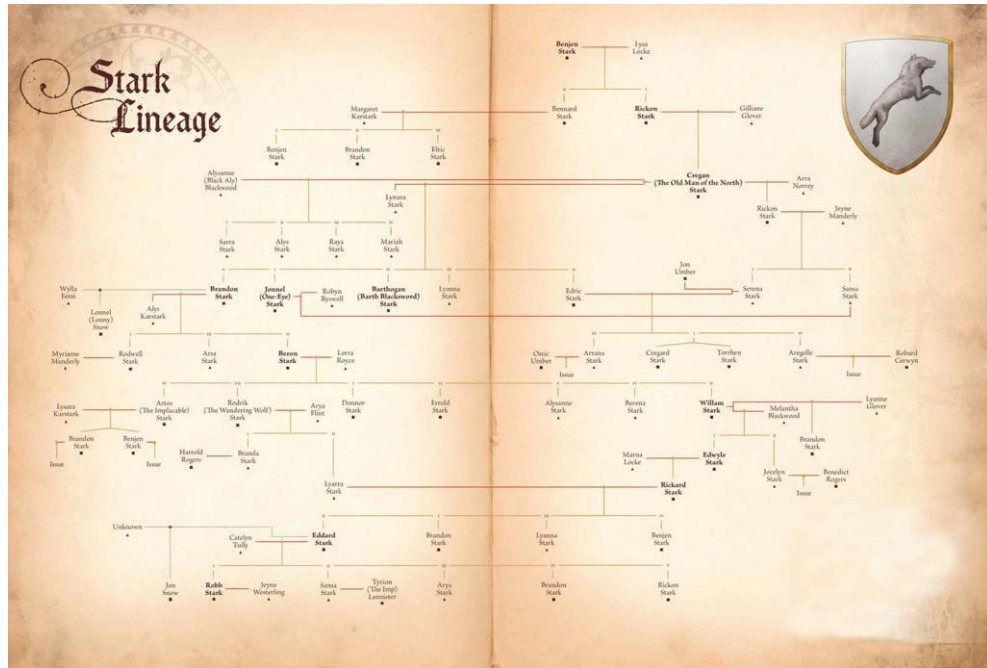 Stark
Lineage
Benjen
Stark
Lysa
Locke
Margaret
Karstark
Bennard
Stark
Rickon
Stark
Gilliane
Glover
Benjen
Stark
Brandon
Stark
Elric
Stark
Alysanne
(Black Aly)
Blackwood
Lynara
Stark
Cregan
(The Old Man of the North)
Stark
Arra
Norrey
Rickon
Stark
Jeyne
Manderly
Sarra
Stark
Alys
Stark
Raya
Stark
Mariah
Stark
Wylla
Fenn
Lonnel
(Lonny)
Snow
Alys
Karstark
Brandon
Stark
Jonnel
(One-Eye)
Stark
Robyn
Ryswell
Barthogan
(Barth Blacksword)
Stark
Lyanna
Stark
Edric
Stark
Jon
Umber
Serena
Stark
Sansa
Stark
Myriame
Manderly
Rodwell
Stark
Arsa
Stark
Beron
Stark
Lorra
Royce
Osric
Umber
Issue
Arrana
Stark
Cregard
Stark
Torrhen
Stark
Aregelle
Stark
Issue
Robard
Cerwyn
Lysara
Karstark
Artos
(The Implacable)
Stark
Rodrik
(The Wandering Wolf)
Stark
Arya
Flint
Donnor
Stark
Errold
Stark
Alysanne
Stark
Berena
Stark
Willam
Stark
Melantha
Blackwood
Lyanne
Glover
Brandon
Stark
Issue
Brandon
Stark
Benjen
Stark
Issue
Harrold
Rogers
Branda
Stark
Lyarra
Stark
Marna
Locke
Edwyle
Stark
Jocelyn
Stark
Benedict
Rogers
Issue
Rickard
Stark
Unknown
Catelyn
Tully
Eddard
Stark
Brandon
Stark
Lyanna
Stark
Benjen
Stark
Jon
Snow
Robb
Stark
Jeyne
Westerling
Sansa
Stark
Tyrion
(The Imp)
Lannister
Arya
Stark
Brandon
Stark
Rickon
Stark